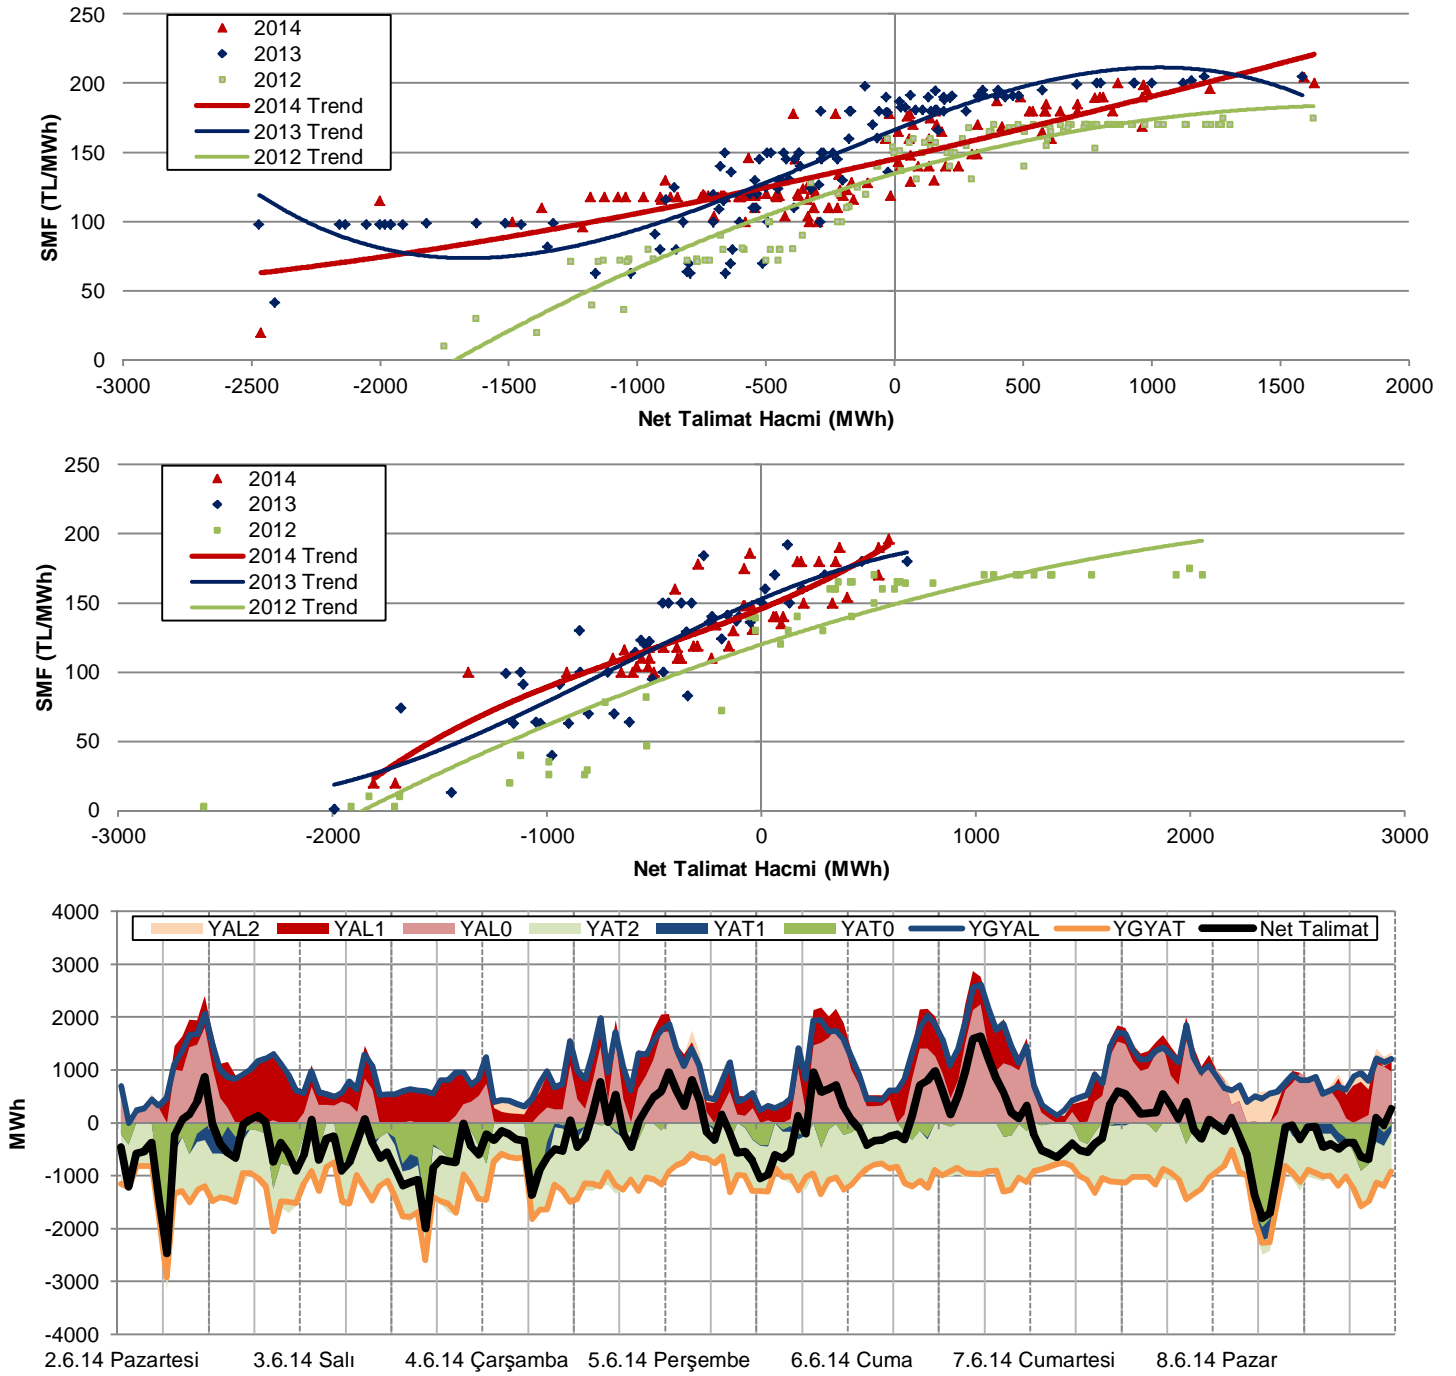 250
200
150
100
50
0
SMF (TL/MWh)
2014
2013
2012
2014 Trend
2013 Trend
2012 Trend
-3000 -2500 -2000 -1500 -1000 -500 0 500 1000 1500 2000
Net Talimat Hacmi (MWh)
250
200
150
100
50
0
SMF (TL/MWh)
2014
2013
2012
2014 Trend
2013 Trend
2012 Trend
-3000 -2000 -1000 0 1000 2000 3000
Net Talimat Hacmi (MWh)
4000
3000
2000
1000
0
-1000
-2000
-3000
-4000
MWh
YAL2 YAL1 YAL0 YAT2 YAT1 YAT0 YGYAL YGYAT Net Talimat
2.6.14 Pazartesi 3.6.14 Salı 4.6.14 Çarşamba 5.6.14 Perşembe 6.6.14 Cuma 7.6.14 Cumartesi 8.6.14 Pazar